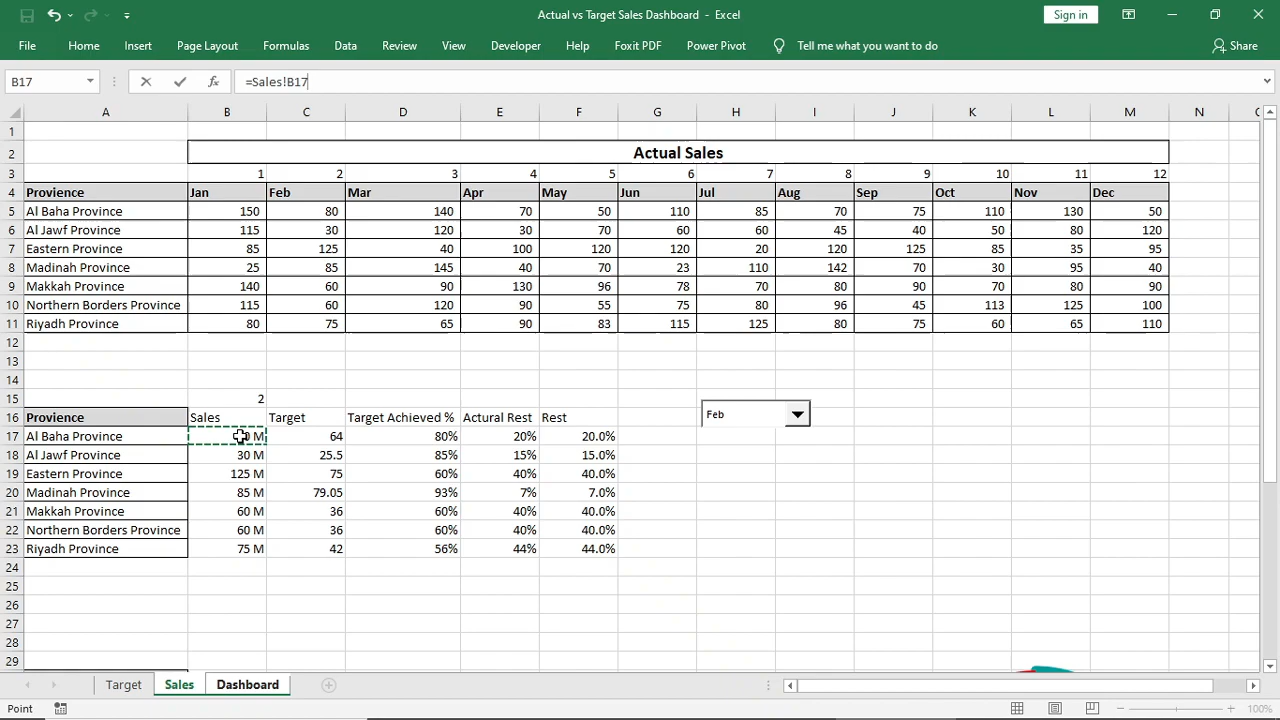 Actual vs Target Sales Dashboard - Excel
Sign in
File Home Insert Page Layout Formulas Data Review View Developer Help Foxit PDF Power Pivot Tell me what you want to do Share
B17 fx =Sales!B17
A B C D E F G H I J K L M N
1
2 Actual Sales
3 1 2 3 4 5 6 7 8 9 10 11 12
4 Provience Jan Feb Mar Apr May Jun Jul Aug Sep Oct Nov Dec
5 Al Baha Province 150 80 140 70 50 110 85 70 75 110 130 50
6 Al Jawf Province 115 30 120 30 70 60 60 45 40 50 80 120
7 Eastern Province 85 125 40 100 120 120 20 120 125 85 35 95
8 Madinah Province 25 85 145 40 70 23 110 142 70 30 95 40
9 Makkah Province 140 60 90 130 96 78 70 80 90 70 80 90
10 Northern Borders Province 115 60 120 90 55 75 80 96 45 113 125 100
11 Riyadh Province 80 75 65 90 83 115 125 80 75 60 65 110
12
13
14
15 2
16 Provience Sales Target Target Achieved % Actural Rest Rest Feb
17 Al Baha Province M 64 80% 20% 20.0%
18 Al Jawf Province 30 M 25.5 85% 15% 15.0%
19 Eastern Province 125 M 75 60% 40% 40.0%
20 Madinah Province 85 M 79.05 93% 7% 7.0%
21 Makkah Province 60 M 36 60% 40% 40.0%
22 Northern Borders Province 60 M 36 60% 40% 40.0%
23 Riyadh Province 75 M 42 56% 44% 44.0%
24
25
26
27
28
29
Target Sales Dashboard
Point 100%